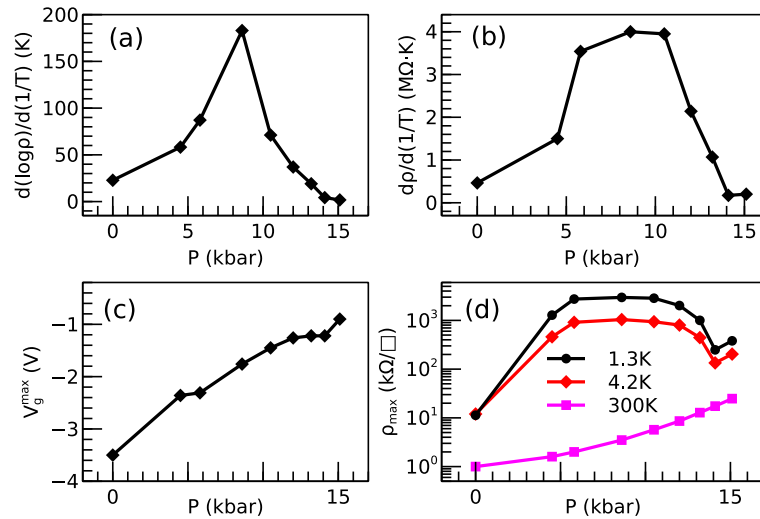 (a)
d(logρ)/d(1/T) (K)
200
150
100
50
0
0 5 10 15
P (kbar)
(b)
dρ/d(1/T) (MΩ·K)
4
3
2
1
0
0 5 10 15
P (kbar)
(c)
V_g^max (V)
−1
−2
−3
−4
0 5 10 15
P (kbar)
(d)
ρ_max (kΩ/□)
10^3
10^2
10^1
10^0
1.3K
4.2K
300K
0 5 10 15
P (kbar)